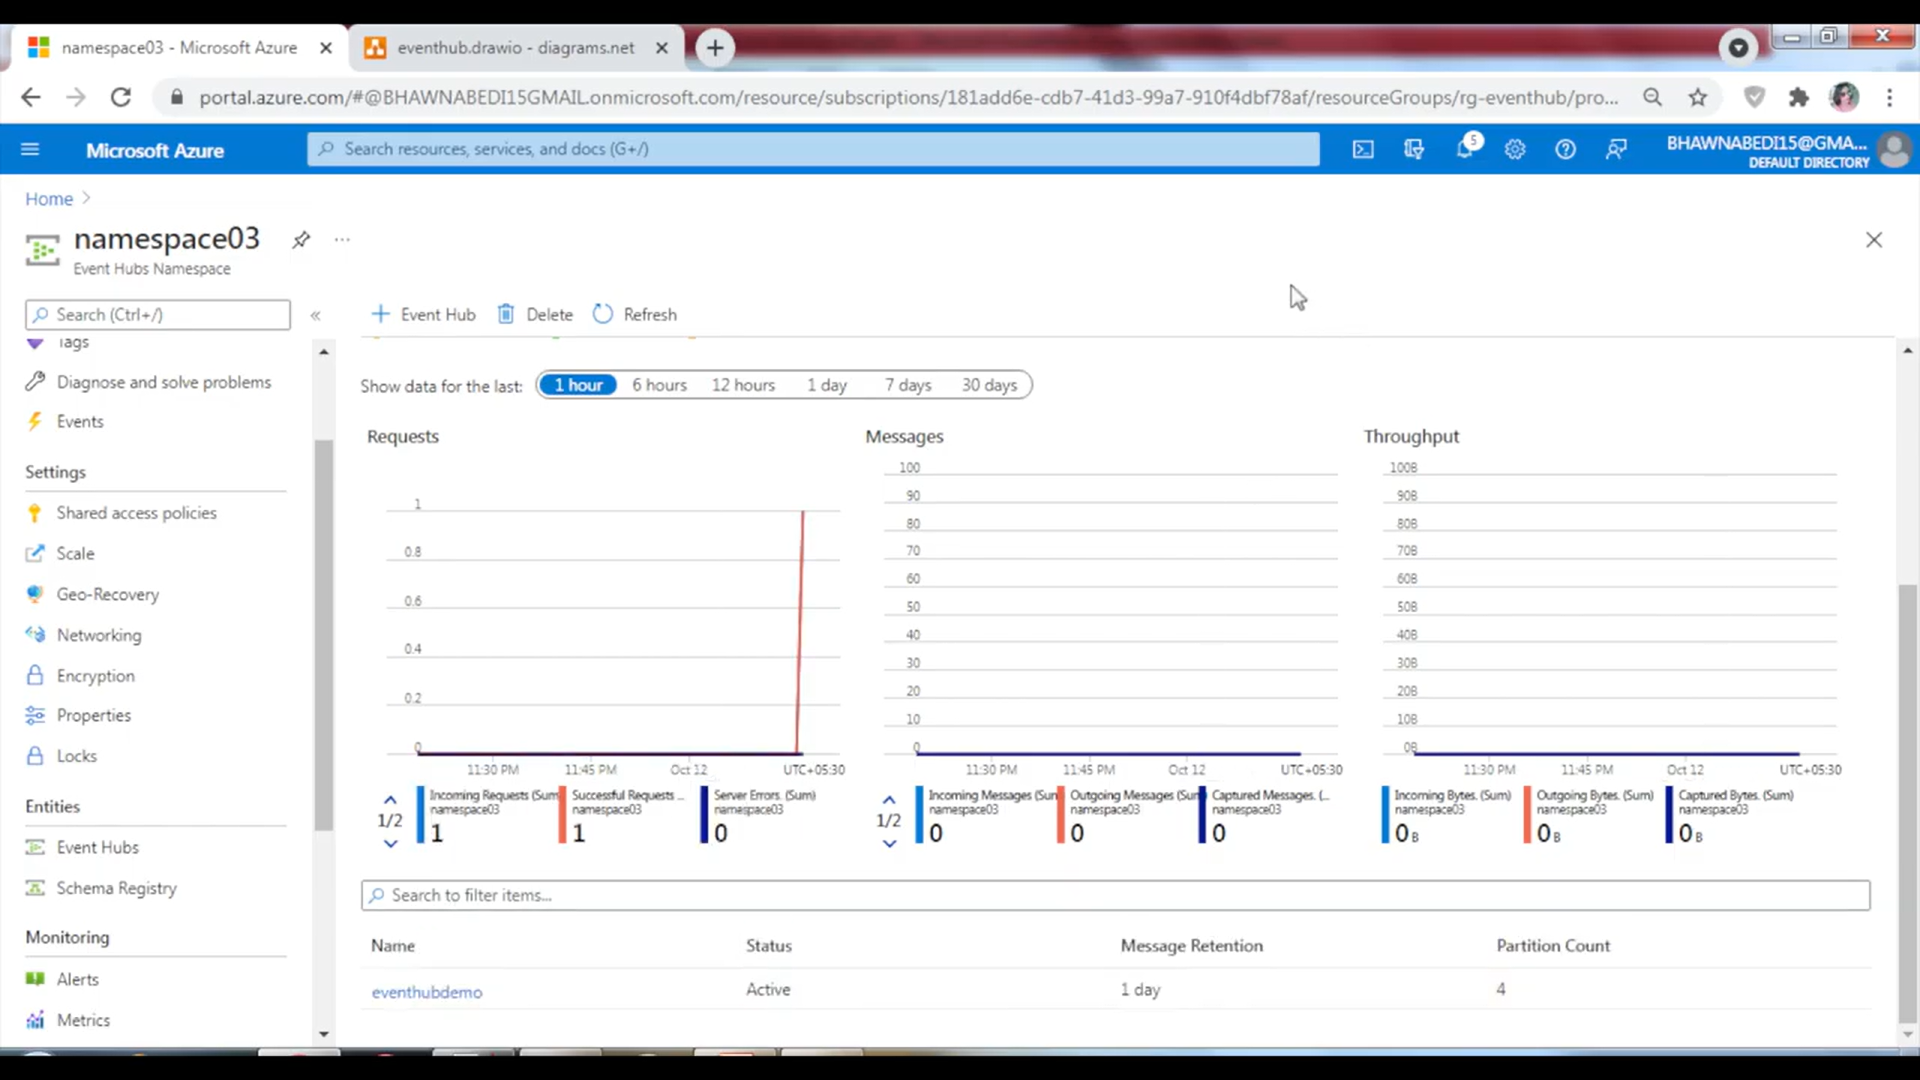 namespace03 - Microsoft Azure
eventhub.drawio - diagrams.net
portal.azure.com/#@BHAWNABEDI15GMAIL.onmicrosoft.com/resource/subscriptions/181add6e-cdb7-41d3-99a7-910f4dbf78af/resourceGroups/rg-eventhub/pro...
Microsoft Azure
Search resources, services, and docs (G+/)
5
BHAWNABEDI15@GMA...
DEFAULT DIRECTORY
Home
namespace03
Event Hubs Namespace
Search (Ctrl+/)
Event Hub
Delete
Refresh
Tags
Diagnose and solve problems
Events
Settings
Shared access policies
Scale
Geo-Recovery
Networking
Encryption
Properties
Locks
Entities
Event Hubs
Schema Registry
Monitoring
Alerts
Metrics
Show data for the last: 1 hour 6 hours 12 hours 1 day 7 days 30 days
Requests
1
0.8
0.6
0.4
0.2
0
11:30 PM 11:45 PM Oct 12 UTC+05:30
1/2
Incoming Requests (Sum)
namespace03
1
Successful Requests ...
namespace03
1
Server Errors. (Sum)
namespace03
0
Messages
100
90
80
70
60
50
40
30
20
10
0
11:30 PM 11:45 PM Oct 12 UTC+05:30
1/2
Incoming Messages (Sum
namespace03
0
Outgoing Messages (Sum
namespace03
0
Captured Messages. (...
namespace03
0
Throughput
100B
90B
80B
70B
60B
50B
40B
30B
20B
10B
0B
11:30 PM 11:45 PM Oct 12 UTC+05:30
Incoming Bytes. (Sum)
namespace03
0 B
Outgoing Bytes. (Sum)
namespace03
0 B
Captured Bytes. (Sum)
namespace03
0 B
Search to filter items...
Name Status Message Retention Partition Count
eventhubdemo Active 1 day 4